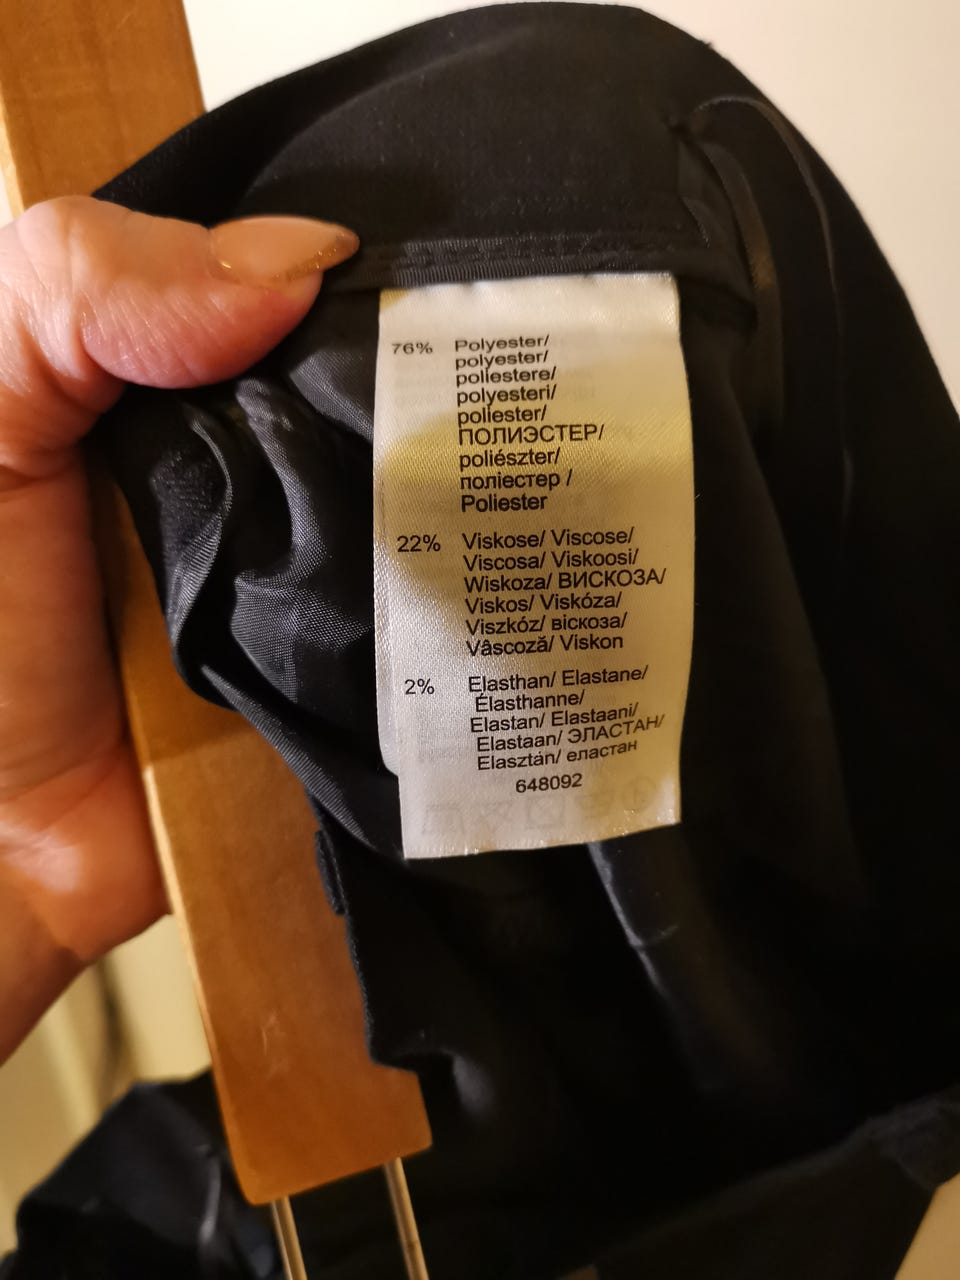 76% Polyester/
polyester/
poliestere/
polyesteri/
poliester/
ПОЛИЭСТЕР/
poliészter/
поліестер /
Poliester
22% Viskose/ Viscose/
Viscosa/ Viskoosi/
Wiskoza/ ВИСКОЗА/
Viskos/ Viskóza/
Viszkóz/ віскоза/
Vâscoză/ Viskon
2% Elasthan/ Elastane/
Élasthanne/
Elastan/ Elastaani/
Elastaan/ ЭЛАСТАН/
Elasztán/ еластан
648092